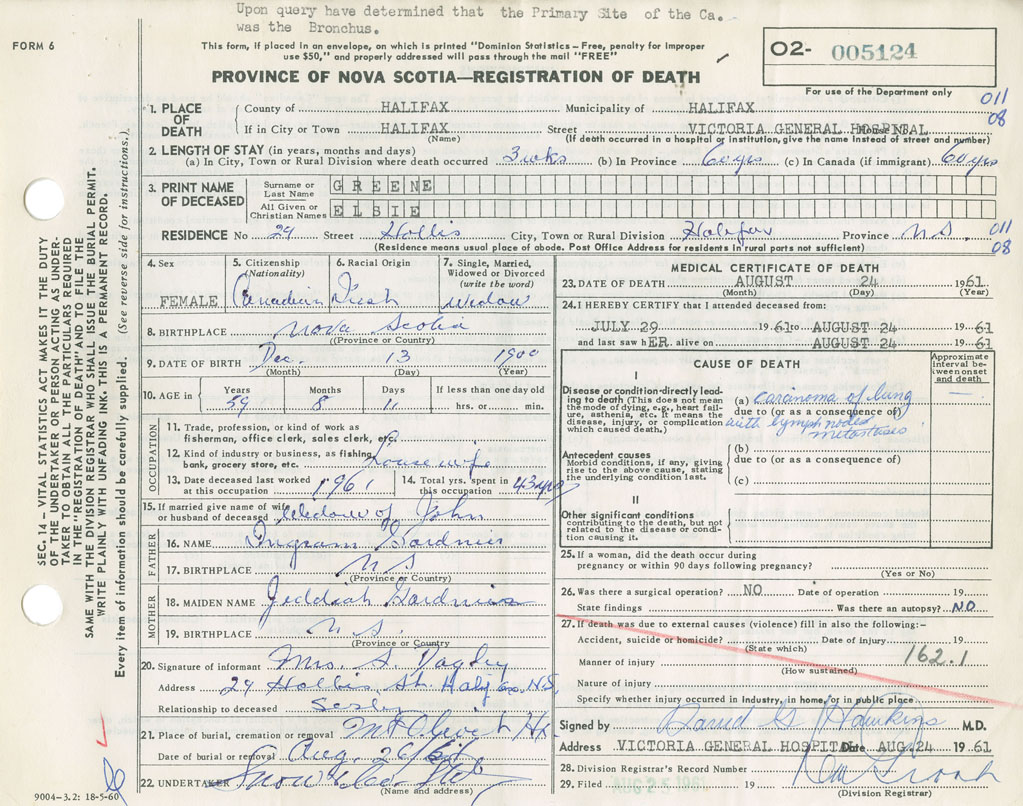 Upon query have determined that the Primary Site of the Ca.
was the Bronchus.
FORM 6
This form, if placed in an envelope, on which is printed "Dominion Statistics – Free, penalty for improper
use $50," and properly addressed will pass through the mail "FREE"
PROVINCE OF NOVA SCOTIA—REGISTRATION OF DEATH
O2- 005124
For use of the Department only
011
08
1. PLACE OF DEATH
County of HALIFAX Municipality of HALIFAX
If in City or Town HALIFAX Street VICTORIA GENERAL HOSPITAL
(Name) (If death occurred in a hospital or institution, give the name instead of street and number)
2. LENGTH OF STAY (in years, months and days)
(a) In City, Town or Rural Division where death occurred 3 wks (b) In Province 60 yrs (c) In Canada (if immigrant) 60 yrs
3. PRINT NAME OF DECEASED
Surname or Last Name GREENE
All Given or Christian Names ELSIE
RESIDENCE No 29 Street Hollis City, Town or Rural Division Halifax Province N S.
011
08
(Residence means usual place of abode. Post Office Address for residents in rural parts not sufficient)
4. Sex FEMALE
5. Citizenship (Nationality) Canadian
6. Racial Origin Irish
7. Single, Married, Widowed or Divorced (write the word) Widow
8. BIRTHPLACE Nova Scotia
(Province or Country)
9. DATE OF BIRTH Dec. 13 1900
(Month) (Day) (Year)
10. AGE in Years Months Days If less than one day old
59 8 11 hrs. or min.
OCCUPATION
11. Trade, profession, or kind of work as
fisherman, office clerk, sales clerk, etc.
12. Kind of industry or business, as fishing,
bank, grocery store, etc. housewife
13. Date deceased last worked
at this occupation 1961
14. Total yrs. spent in
this occupation 43 yrs
15. If married give name of wife
or husband of deceased Widow of John
FATHER
16. NAME Ingram
17. BIRTHPLACE N S
(Province or Country)
MOTHER
18. MAIDEN NAME
19. BIRTHPLACE N S.
(Province or Country)
20. Signature of informant Mrs.
Address 29 Hollis St. Halifax N.S.
Relationship to deceased Sister
21. Place of burial, cremation or removal Mt Olivet Hx.
Date of burial or removal Aug. 26/61
22. UNDERTAKER Snow
(Name and address)
9004-3.2: 18-5-60
MEDICAL CERTIFICATE OF DEATH
23. DATE OF DEATH AUGUST 24 1961
(Month) (Day) (Year)
24. I HEREBY CERTIFY that I attended deceased from:
JULY 29 1961 to AUGUST 24 1961
and last saw hER alive on AUGUST 24 1961
CAUSE OF DEATH
Approximate interval between onset and death
I
Disease or condition directly leading to death (This does not mean
the mode of dying, e.g., heart failure, asthenia, etc. It means the
disease, injury, or complication which caused death.)
(a) carcinoma of lung —
due to (or as a consequence of)
with lymph nodes
metastases
Antecedent causes
Morbid conditions, if any, giving
rise to the above cause, stating
the underlying condition last.
(b)
due to (or as a consequence of)
(c)
II
Other significant conditions
contributing to the death, but not
related to the disease or condition causing it.
25. If a woman, did the death occur during
pregnancy or within 90 days following pregnancy?
(Yes or No)
26. Was there a surgical operation? NO Date of operation 19
State findings Was there an autopsy? NO
27. If death was due to external causes (violence) fill in also the following:-
Accident, suicide or homicide? Date of injury 19
(State which)
162.1
Manner of injury
(How sustained)
Nature of injury
Specify whether injury occurred in Industry, in home, or in public place
Signed by David G Hawkins M.D.
Address VICTORIA GENERAL HOSPITAL Date AUG. 24 1961
28. Division Registrar's Record Number
29. Filed AUG 25 1961 19
(Division Registrar)
SEC. 14 – VITAL STATISTICS ACT MAKES IT THE DUTY
OF THE UNDERTAKER OR PERSON ACTING AS UNDERTAKER TO OBTAIN ALL THE PARTICULARS REQUIRED
IN THE "REGISTRATION OF DEATH" AND TO FILE THE
SAME WITH THE DIVISION REGISTRAR WHO SHALL ISSUE THE BURIAL PERMIT.
WRITE PLAINLY WITH UNFADING INK. THIS IS A PERMANENT RECORD.
Every item of information should be carefully supplied. (See reverse side for instructions.)